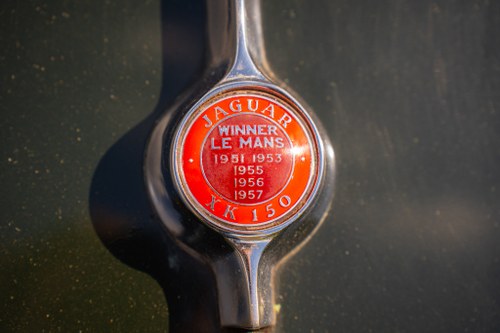 JAGUAR
WINNER
LE MANS
1951 1953
1955
1956
1957
XK 150